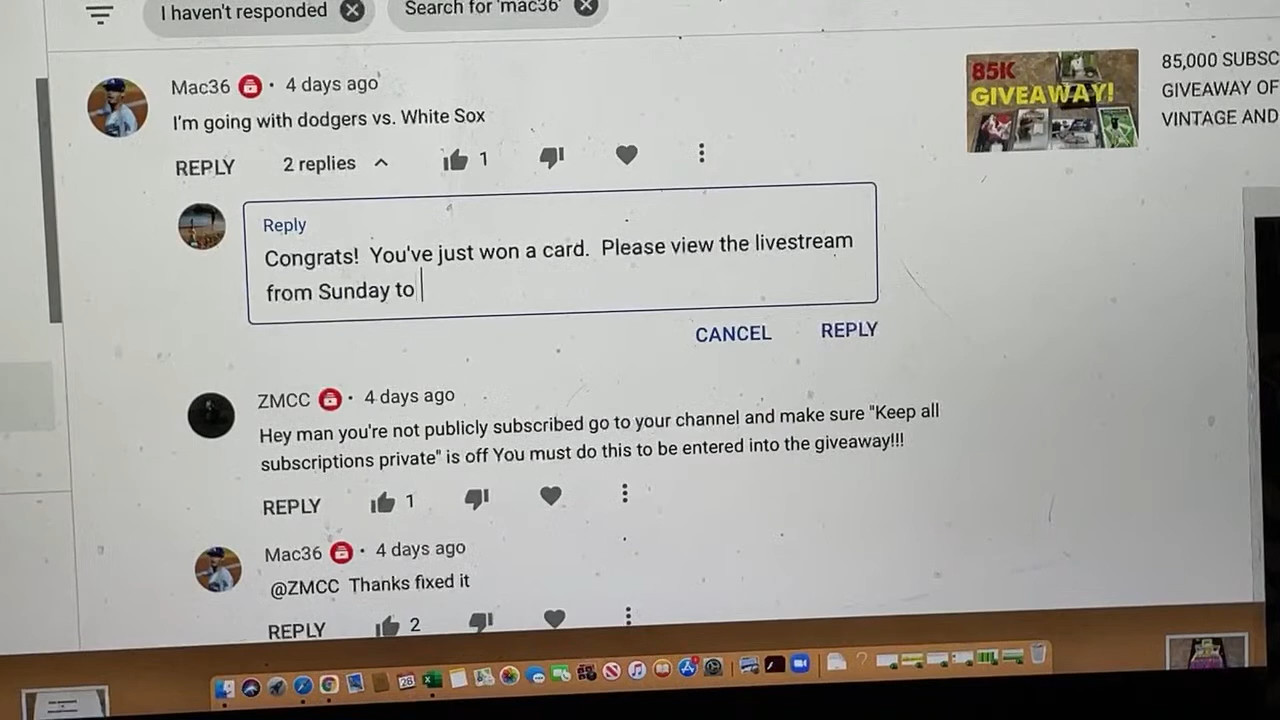 I haven't responded
Search for 'mac36'
Mac36 · 4 days ago
I'm going with dodgers vs. White Sox
REPLY 2 replies 1
85K
GIVEAWAY!
85,000 SUBSC
GIVEAWAY OF
VINTAGE AND
Reply
Congrats! You've just won a card. Please view the livestream
from Sunday to
CANCEL REPLY
ZMCC · 4 days ago
Hey man you're not publicly subscribed go to your channel and make sure "Keep all
subscriptions private" is off You must do this to be entered into the giveaway!!!
REPLY 1
Mac36 · 4 days ago
@ZMCC Thanks fixed it
REPLY 2